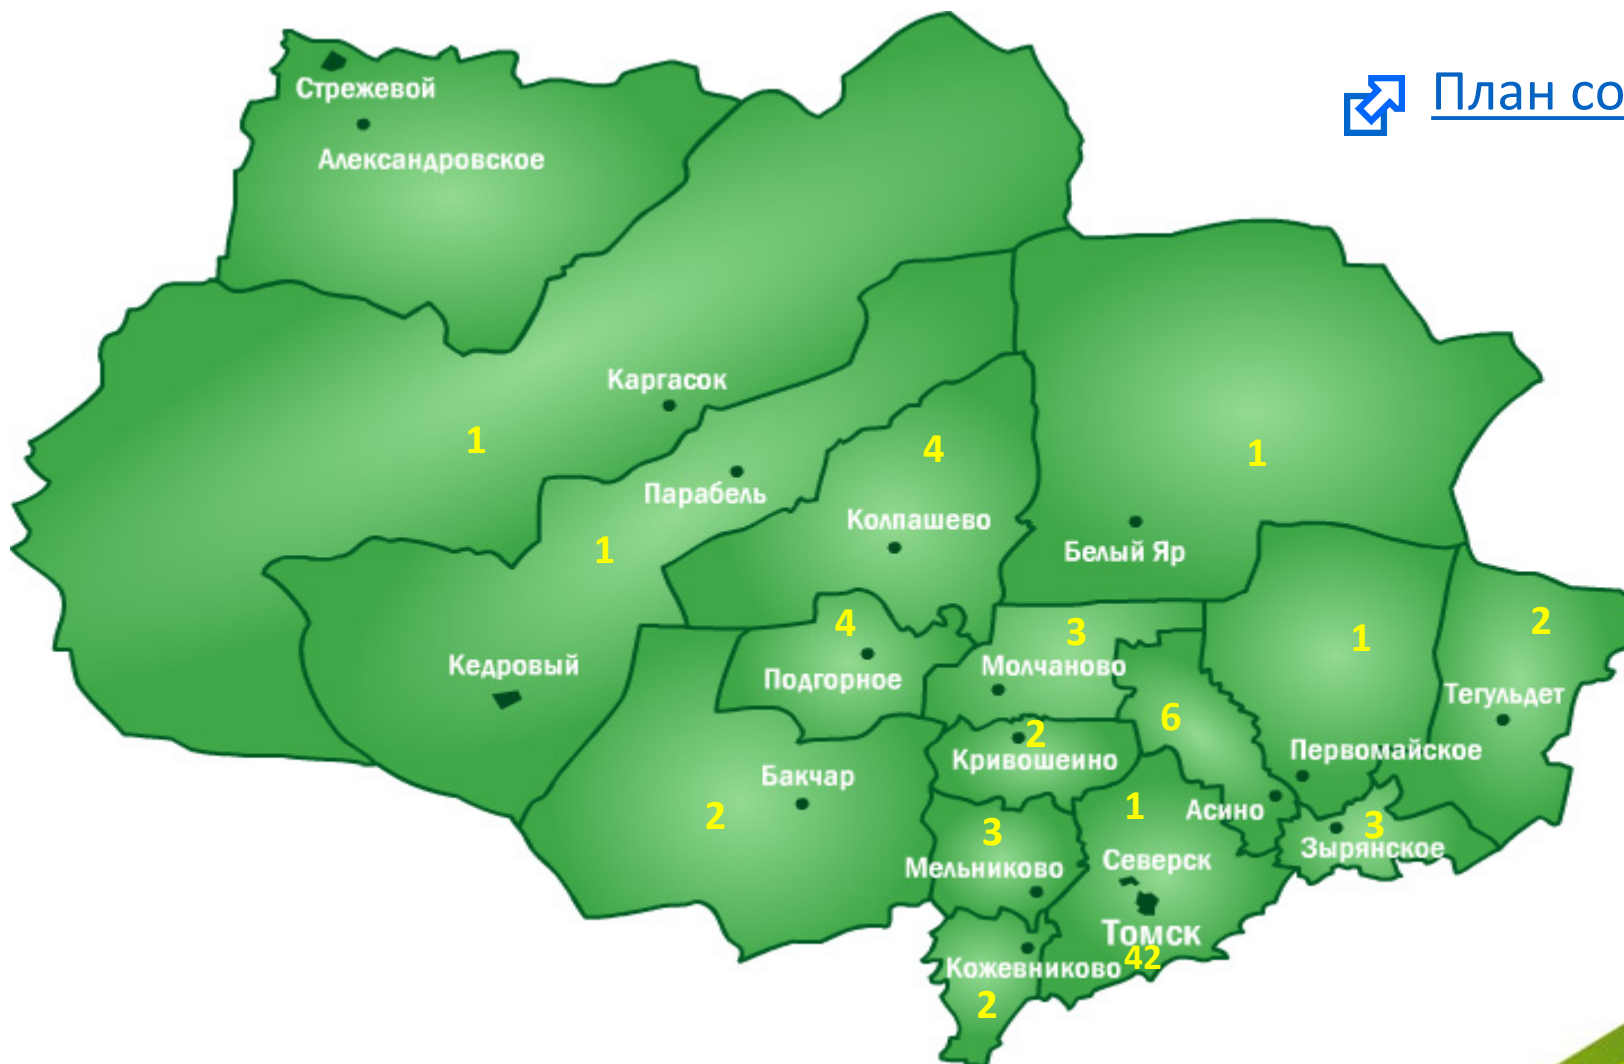 Стрежевой
План со
Александровское
Каргасок
1
4
1
Парабель
Колпашево
1
Белый Яр
4
3
1
2
Кедровый
Подгорное
Молчаново
Тегульдет
6
2
Первомайское
Кривошеино
Бакчар
2
1
Асино
3
3
Зырянское
Мельниково
Северск
Томск
42
Кожевниково
2